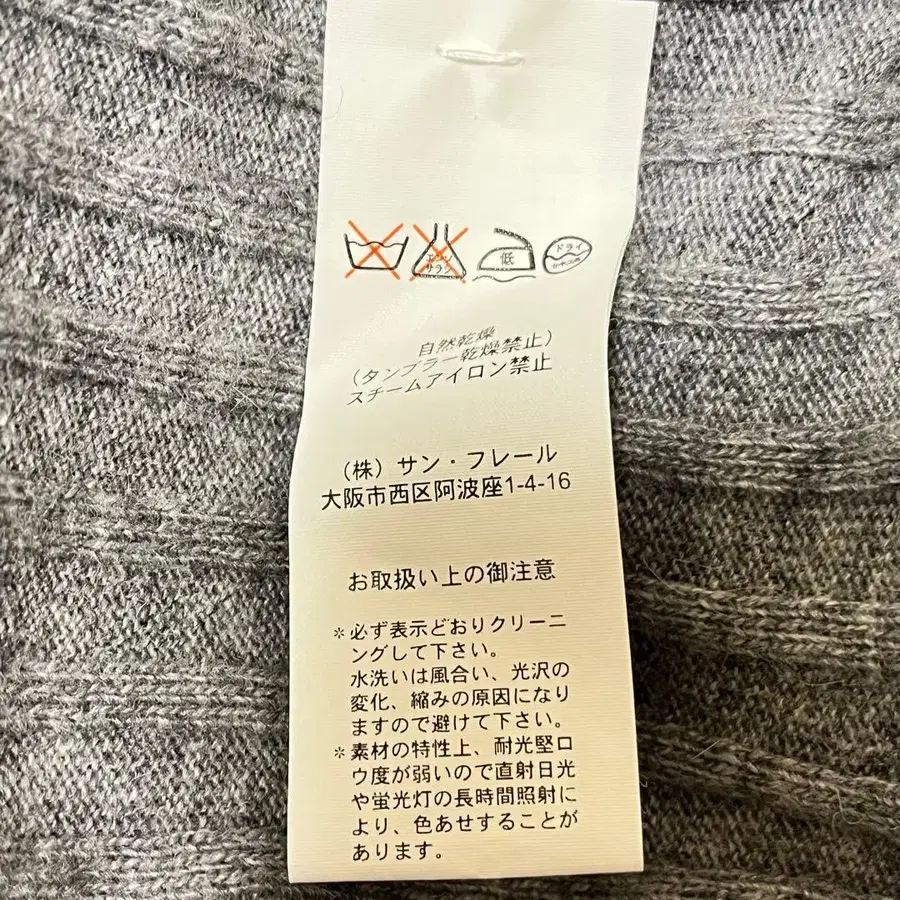 エンソ
サラシ
低
ドライ
自然乾燥
（タンブラー乾燥禁止）
スチームアイロン禁止
（株）サン・フレール
大阪市西区阿波座1-4-16
お取扱い上の御注意
＊必ず表示どおりクリーニ
ングして下さい。
水洗いは風合い、光沢の
変化、縮みの原因になり
ますので避けて下さい。
＊素材の特性上、耐光堅ロ
ウ度が弱いので直射日光
や蛍光灯の長時間照射に
より、色あせすることが
あります。